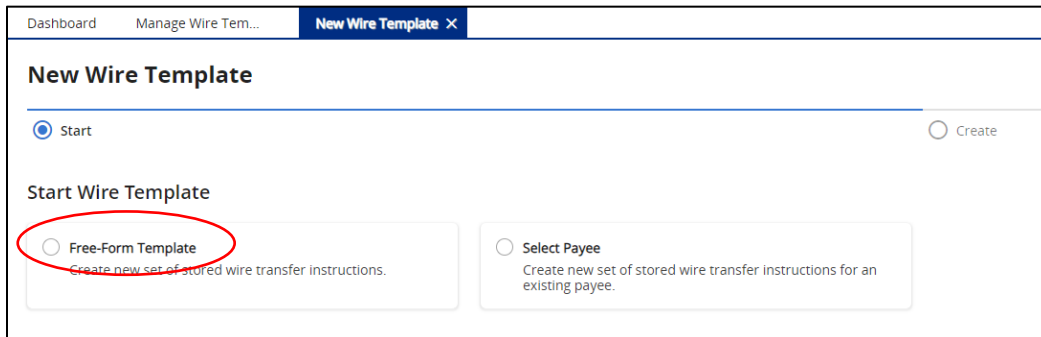 Dashboard Manage Wire Tem... New Wire Template ✕
New Wire Template
Start Create
Start Wire Template
Free-Form Template
Create new set of stored wire transfer instructions.
Select Payee
Create new set of stored wire transfer instructions for an
existing payee.